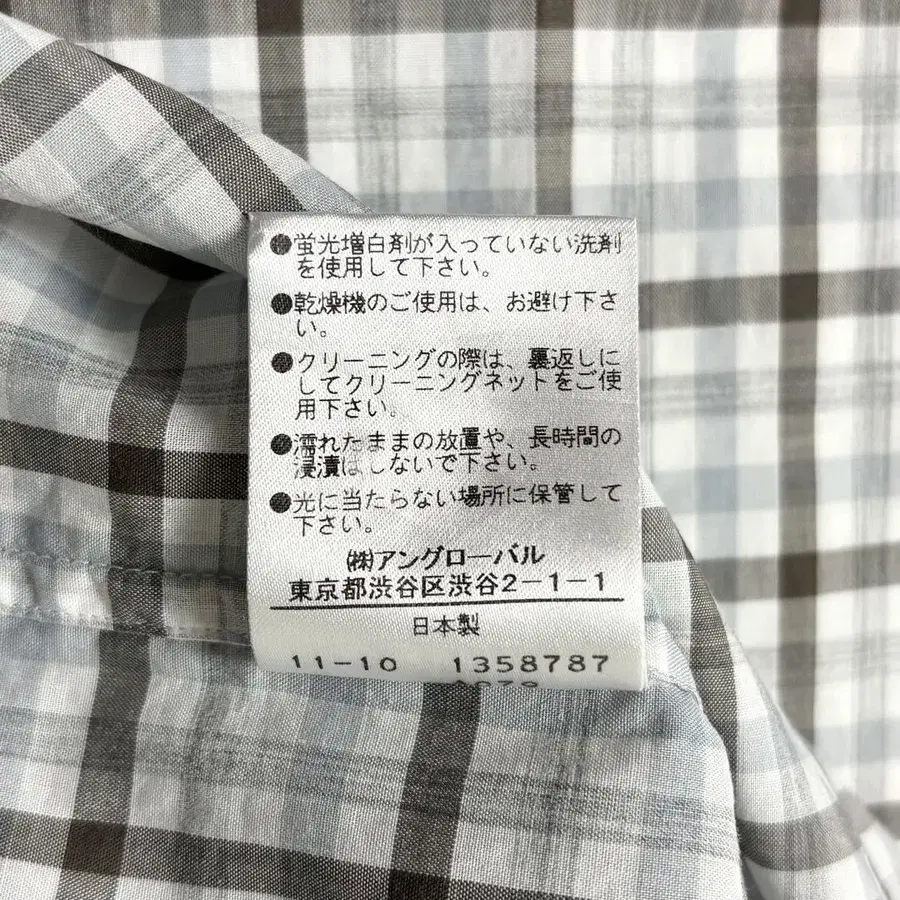 ●蛍光増白剤が入っていない洗剤
を使用して下さい。
●乾燥機のご使用は、お避け下さ
い。
●クリーニングの際は、裏返しに
してクリーニングネットをご使
用下さい。
●濡れたままの放置や、長時間の
浸漬はしないで下さい。
●光に当たらない場所に保管して
下さい。
㈱アングローバル
東京都渋谷区渋谷2-1-1
日本製
11-10 1358787